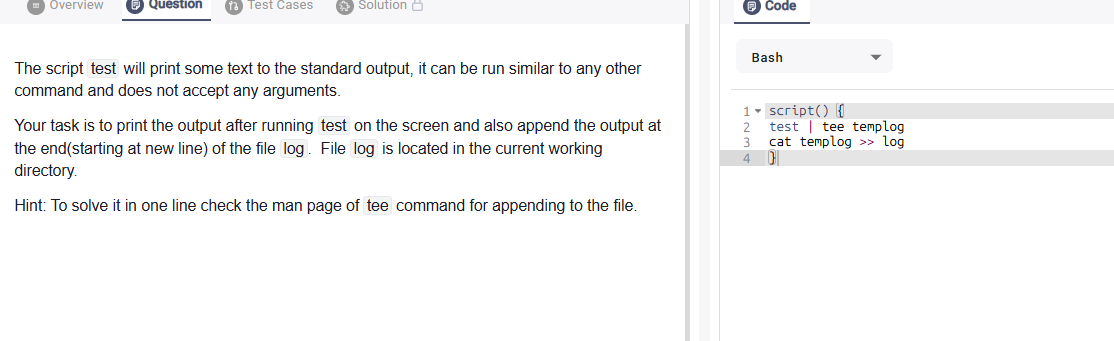 Overview Question Test Cases Solution
Code
The script test will print some text to the standard output, it can be run similar to any other
command and does not accept any arguments.
Your task is to print the output after running test on the screen and also append the output at
the end(starting at new line) of the file log . File log is located in the current working
directory.
Hint: To solve it in one line check the man page of tee command for appending to the file.
Bash
1 script() {
2 test | tee templog
3 cat templog >> log
4 }